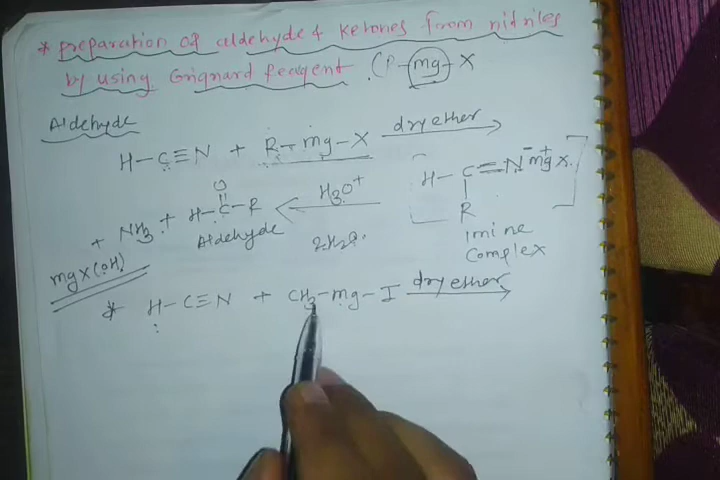 * preparation of aldehyde & ketones from nitriles
by using Grignard Reagent. (R-mg-X
Aldehyde
H-C≡N + R-mg-X dry ether
H-C=N⁻mg⁺X.
R
imine
complex
H₃O⁺
2H₂O.
O
+ NH₃ + H-C-R
Aldehyde
mgX(OH)
* H-C≡N + CH₃-mg-I dry ether